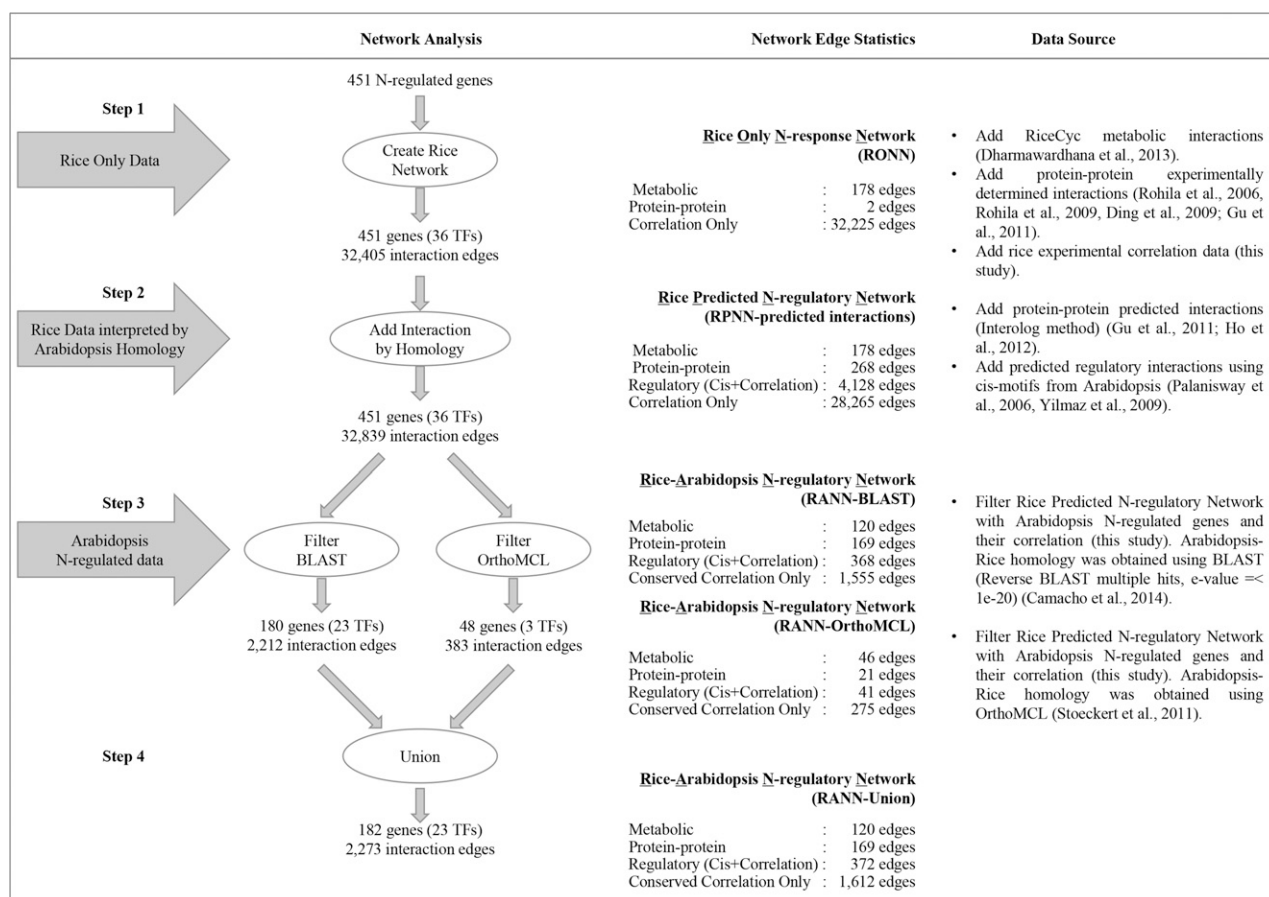 Network Analysis
Network Edge Statistics
Data Source
451 N-regulated genes
Step 1
Rice Only Data
Create Rice
Network
451 genes (36 TFs)
32,405 interaction edges
Rice Only N-response Network
(RONN)
Metabolic : 178 edges
Protein-protein : 2 edges
Correlation Only : 32,225 edges
• Add RiceCyc metabolic interactions
(Dharmawardhana et al., 2013).
• Add protein-protein experimentally
determined interactions (Rohila et al., 2006,
Rohila et al., 2009, Ding et al., 2009; Gu et
al., 2011).
• Add rice experimental correlation data (this
study).
Step 2
Rice Data interpreted by
Arabidopsis Homology
Add Interaction
by Homology
451 genes (36 TFs)
32,839 interaction edges
Rice Predicted N-regulatory Network
(RPNN-predicted interactions)
Metabolic : 178 edges
Protein-protein : 268 edges
Regulatory (Cis+Correlation) : 4,128 edges
Correlation Only : 28,265 edges
• Add protein-protein predicted interactions
(Interolog method) (Gu et al., 2011; Ho et
al., 2012).
• Add predicted regulatory interactions using
cis-motifs from Arabidopsis (Palanisway et
al., 2006, Yilmaz et al., 2009).
Step 3
Arabidopsis
N-regulated data
Filter
BLAST
Filter
OrthoMCL
180 genes (23 TFs)
2,212 interaction edges
48 genes (3 TFs)
383 interaction edges
Rice-Arabidopsis N-regulatory Network
(RANN-BLAST)
Metabolic : 120 edges
Protein-protein : 169 edges
Regulatory (Cis+Correlation) : 368 edges
Conserved Correlation Only : 1,555 edges
Rice-Arabidopsis N-regulatory Network
(RANN-OrthoMCL)
Metabolic : 46 edges
Protein-protein : 21 edges
Regulatory (Cis+Correlation) : 41 edges
Conserved Correlation Only : 275 edges
• Filter Rice Predicted N-regulatory Network
with Arabidopsis N-regulated genes and
their correlation (this study). Arabidopsis-
Rice homology was obtained using BLAST
(Reverse BLAST multiple hits, e-value =<
1e-20) (Camacho et al., 2014).
• Filter Rice Predicted N-regulatory Network
with Arabidopsis N-regulated genes and
their correlation (this study). Arabidopsis-
Rice homology was obtained using
OrthoMCL (Stoeckert et al., 2011).
Step 4
Union
182 genes (23 TFs)
2,273 interaction edges
Rice-Arabidopsis N-regulatory Network
(RANN-Union)
Metabolic : 120 edges
Protein-protein : 169 edges
Regulatory (Cis+Correlation) : 372 edges
Conserved Correlation Only : 1,612 edges